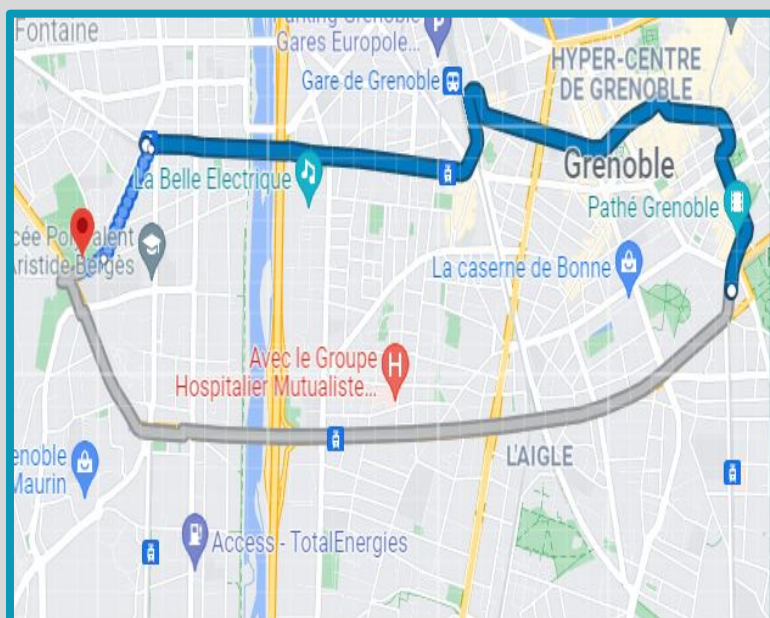 Fontaine
Parking Grenoble
Gares Europole...
Gare de Grenoble
HYPER-CENTRE
DE GRENOBLE
P
La Belle Electrique
Grenoble
Pathé Grenoble
Aristide Bergès
La caserne de Bonne
Avec le Groupe
Hospitalier Mutualiste...
H
L'AIGLE
enoble
Maurin
Access - TotalEnergies